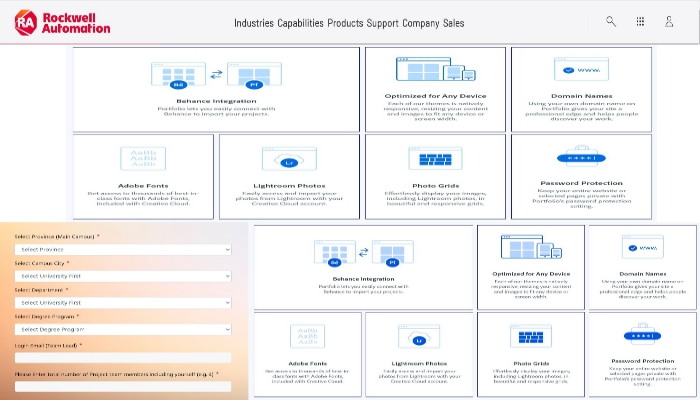 RA Rockwell
Automation
Industries Capabilities Products Support Company Sales
Be
Pf
Behance Integration
Portfolio lets you easily connect with
Behance to import your projects.
Optimized for Any Device
Each of our themes is natively
responsive, resizing your content
and images to fit any device or
screen width.
www.
Domain Names
Using your own domain name on
Portfolio gives your site a
professional edge and helps people
discover your work.
AaBb
AaBb
AaBb
Adobe Fonts
Get access to thousands of best-in-
class fonts with Adobe Fonts,
included with Creative Cloud.
Lr
Lightroom Photos
Easily access and import your
photos from Lightroom with your
Creative Cloud account.
Photo Grids
Effortlessly display your images,
including Lightroom photos, in
beautiful and responsive grids.
****
Password Protection
Keep your entire website or
selected pages private with
Portfolio's password protection
setting.
Select Province (Main Campus) *
Select Province
Select Campus City *
Select University First
Select Department *
Select University First
Select Degree Program *
Select Degree Program
Login Email (Team Lead) *
Please Enter total number of Project team members including yourself (e.g. 4) *
Be
Pf
Behance Integration
Portfolio lets you easily connect with
Behance to import your projects.
Optimized for Any Device
Each of our themes is natively
responsive, resizing your content
and images to fit any device or
screen width.
www.
Domain Names
Using your own domain name on
Portfolio gives your site a
professional edge and helps people
discover your work.
AaBb
AaBb
AaBb
Adobe Fonts
Get access to thousands of best-in-
class fonts with Adobe Fonts,
included with Creative Cloud.
Lr
Lightroom Photos
Easily access and import your
photos from Lightroom with your
Creative Cloud account.
Photo Grids
Effortlessly display your images,
including Lightroom photos, in
beautiful and responsive grids.
****
Password Protection
Keep your entire website or
selected pages private with
Portfolio's password protection
setting.